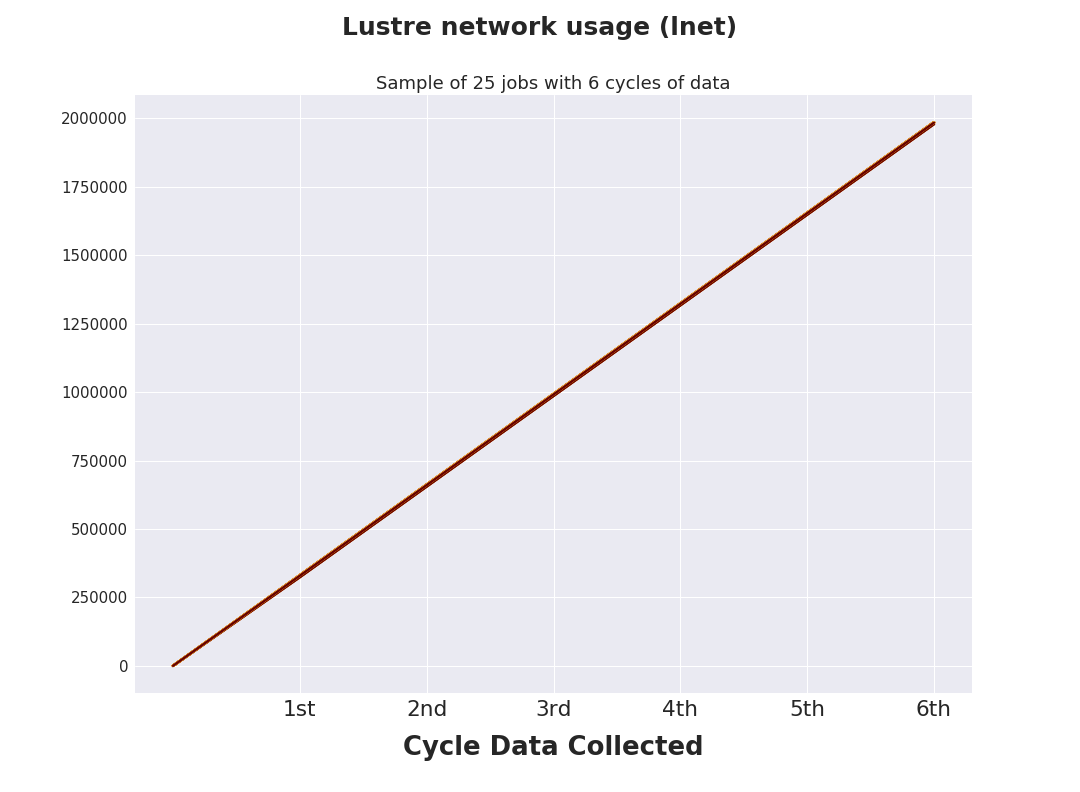 Lustre network usage (lnet)
Sample of 25 jobs with 6 cycles of data
2000000
1750000
1500000
1250000
1000000
750000
500000
250000
0
1st 2nd 3rd 4th 5th 6th
Cycle Data Collected